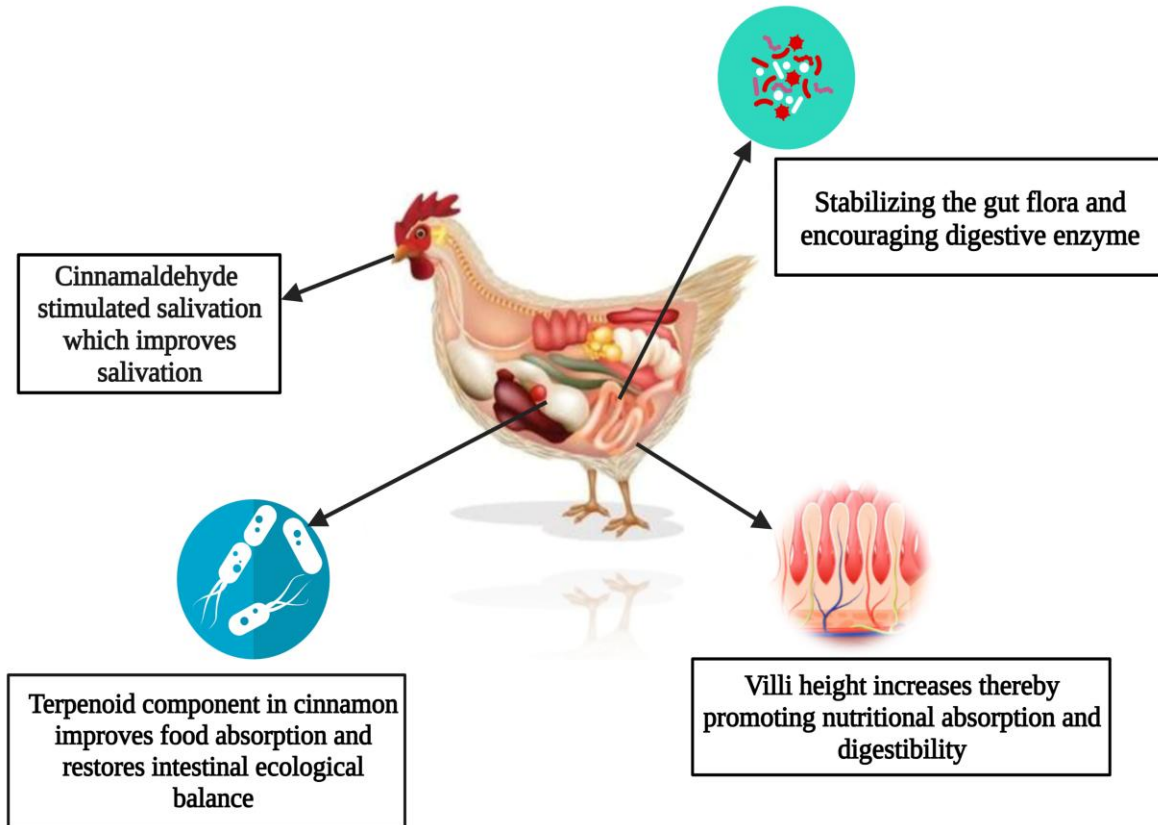 Stabilizing the gut flora and
encouraging digestive enzyme
Cinnamaldehyde
stimulated salivation
which improves
salivation
Terpenoid component in cinnamon
improves food absorption and
restores intestinal ecological
balance
Villi height increases thereby
promoting nutritional absorption and
digestibility